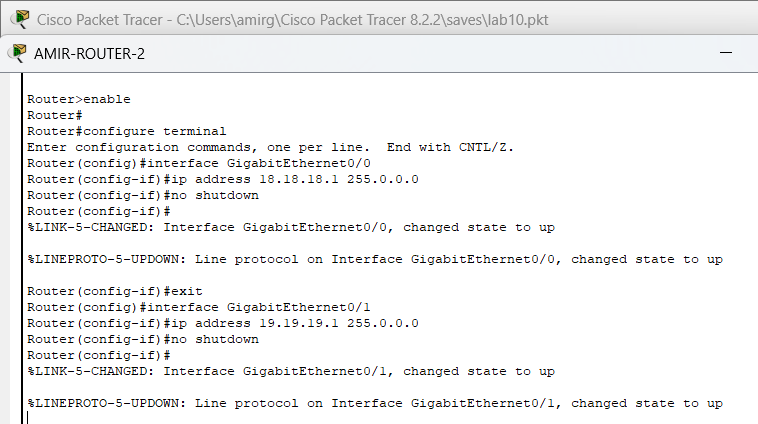 Cisco Packet Tracer - C:\Users\amirg\Cisco Packet Tracer 8.2.2\saves\lab10.pkt
AMIR-ROUTER-2
Router>enable
Router#
Router#configure terminal
Enter configuration commands, one per line.  End with CNTL/Z.
Router(config)#interface GigabitEthernet0/0
Router(config-if)#ip address 18.18.18.1 255.0.0.0
Router(config-if)#no shutdown
Router(config-if)#
%LINK-5-CHANGED: Interface GigabitEthernet0/0, changed state to up
%LINEPROTO-5-UPDOWN: Line protocol on Interface GigabitEthernet0/0, changed state to up
Router(config-if)#exit
Router(config)#interface GigabitEthernet0/1
Router(config-if)#ip address 19.19.19.1 255.0.0.0
Router(config-if)#no shutdown
Router(config-if)#
%LINK-5-CHANGED: Interface GigabitEthernet0/1, changed state to up
%LINEPROTO-5-UPDOWN: Line protocol on Interface GigabitEthernet0/1, changed state to up